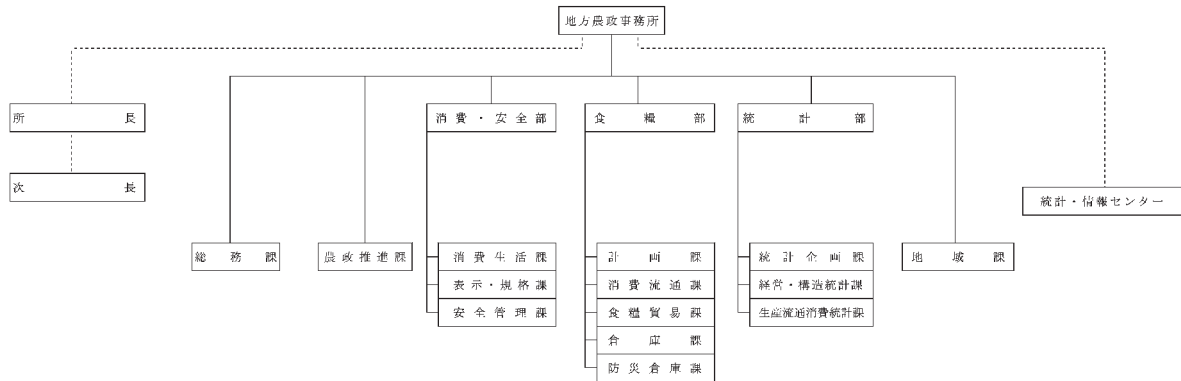 地方農政事務所
所長
消費・安全部
食糧部
統計部
次長
統計・情報センター
総務課
農政推進課
消費生活課
計画課
統計企画課
地域課
表示・規格課
消費流通課
経営・構造統計課
安全管理課
食糧貿易課
生産流通消費統計課
倉庫課
防災倉庫課